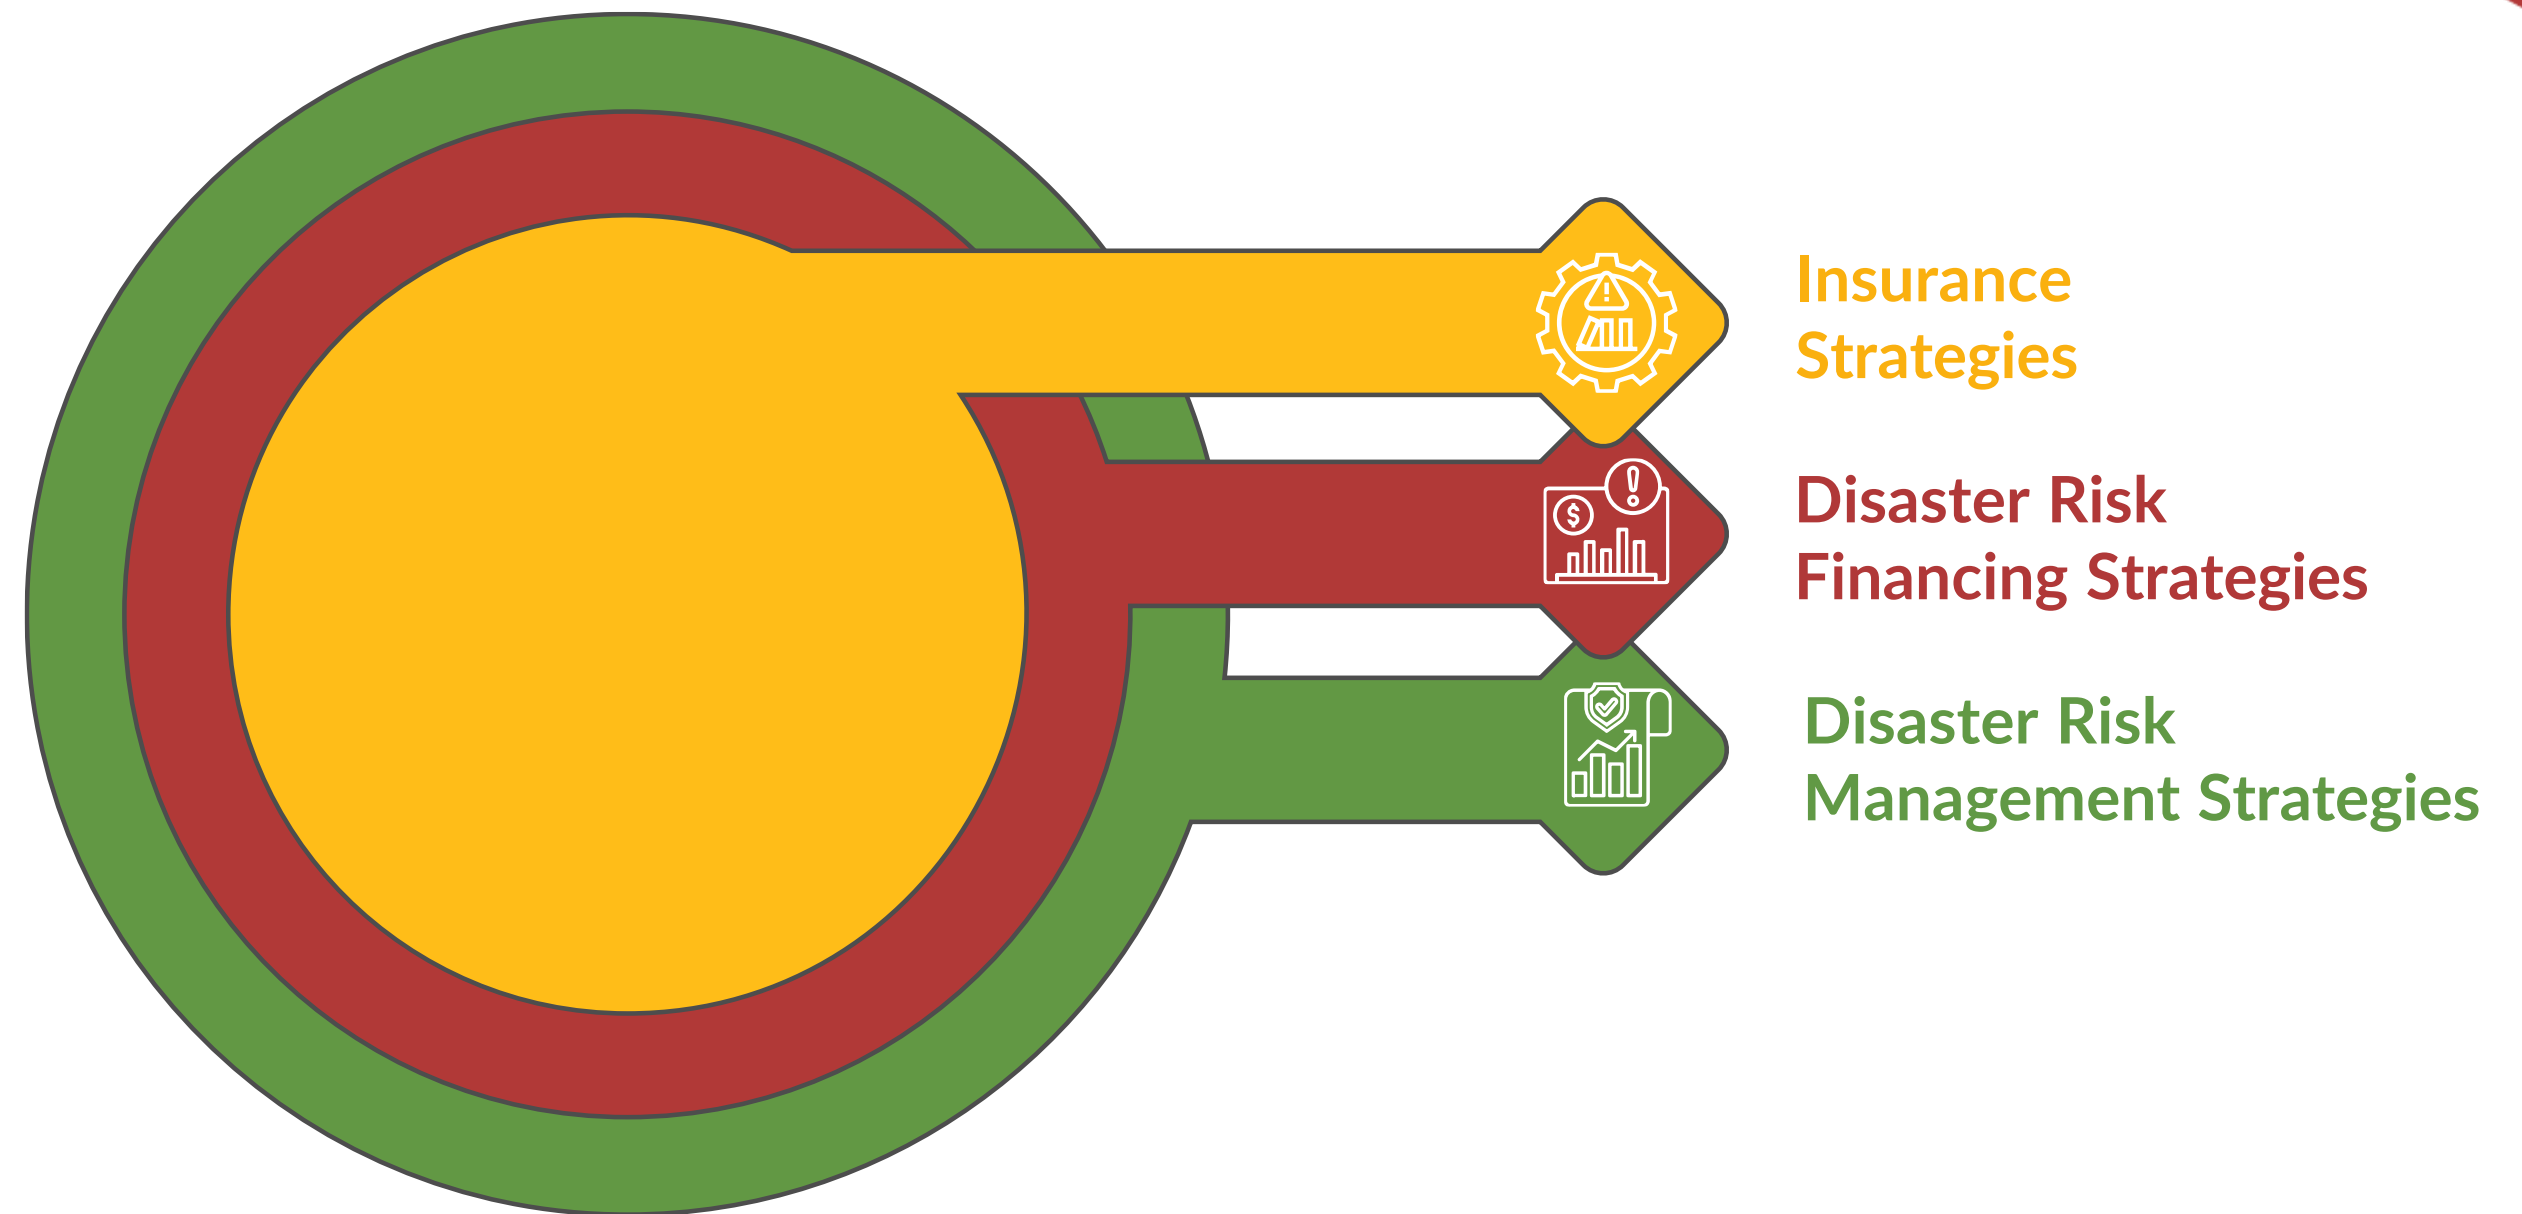 Insurance
Strategies
Disaster Risk
Financing Strategies
Disaster Risk
Management Strategies